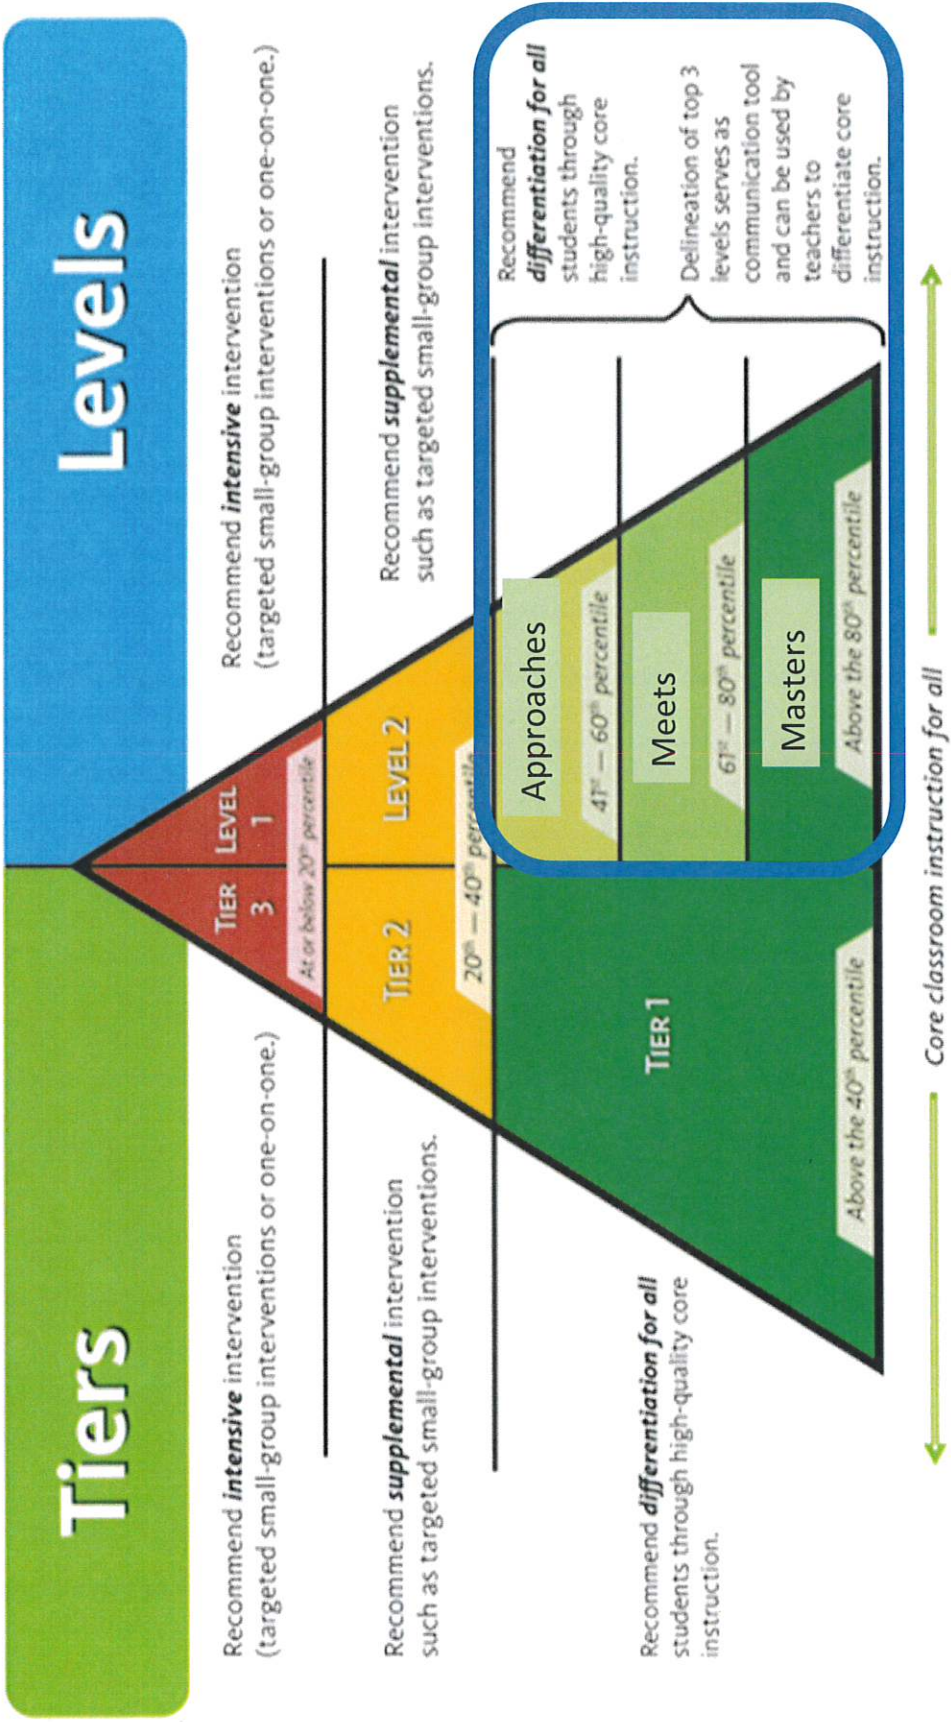 Tiers
Levels
Recommend intensive intervention
(targeted small-group interventions or one-on-one.)
TIER
3
LEVEL
1
At or below 20th percentile
Recommend intensive intervention
(targeted small-group interventions or one-on-one.)
Recommend supplemental intervention
such as targeted small-group interventions.
TIER 2
LEVEL 2
20th – 40th percentile
Recommend supplemental intervention
such as targeted small-group interventions.
Recommend differentiation for all
students through high-quality core
instruction.
TIER 1
Above the 40th percentile
Approaches
41st – 60th percentile
Meets
61st – 80th percentile
Masters
Above the 80th percentile
Recommend
differentiation for all
students through
high-quality core
instruction.
Delineation of top 3
levels serves as
communication tool
and can be used by
teachers to
differentiate core
instruction.
Core classroom instruction for all